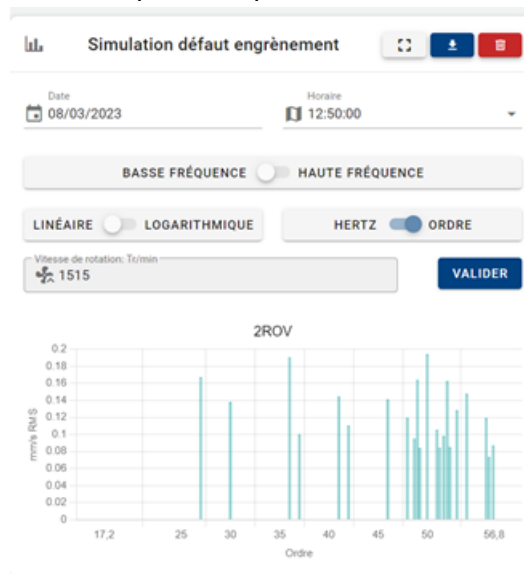 Simulation défaut engrènement
Date
08/03/2023
Horaire
12:50:00
BASSE FRÉQUENCE HAUTE FRÉQUENCE
LINÉAIRE LOGARITHMIQUE
HERTZ ORDRE
Vitesse de rotation: Tr/min
1515
VALIDER
2ROV
mm/s RMS
0.2
0.18
0.16
0.14
0.12
0.1
0.08
0.06
0.04
0.02
0
17,2 25 30 35 40 45 50 56,8
Ordre